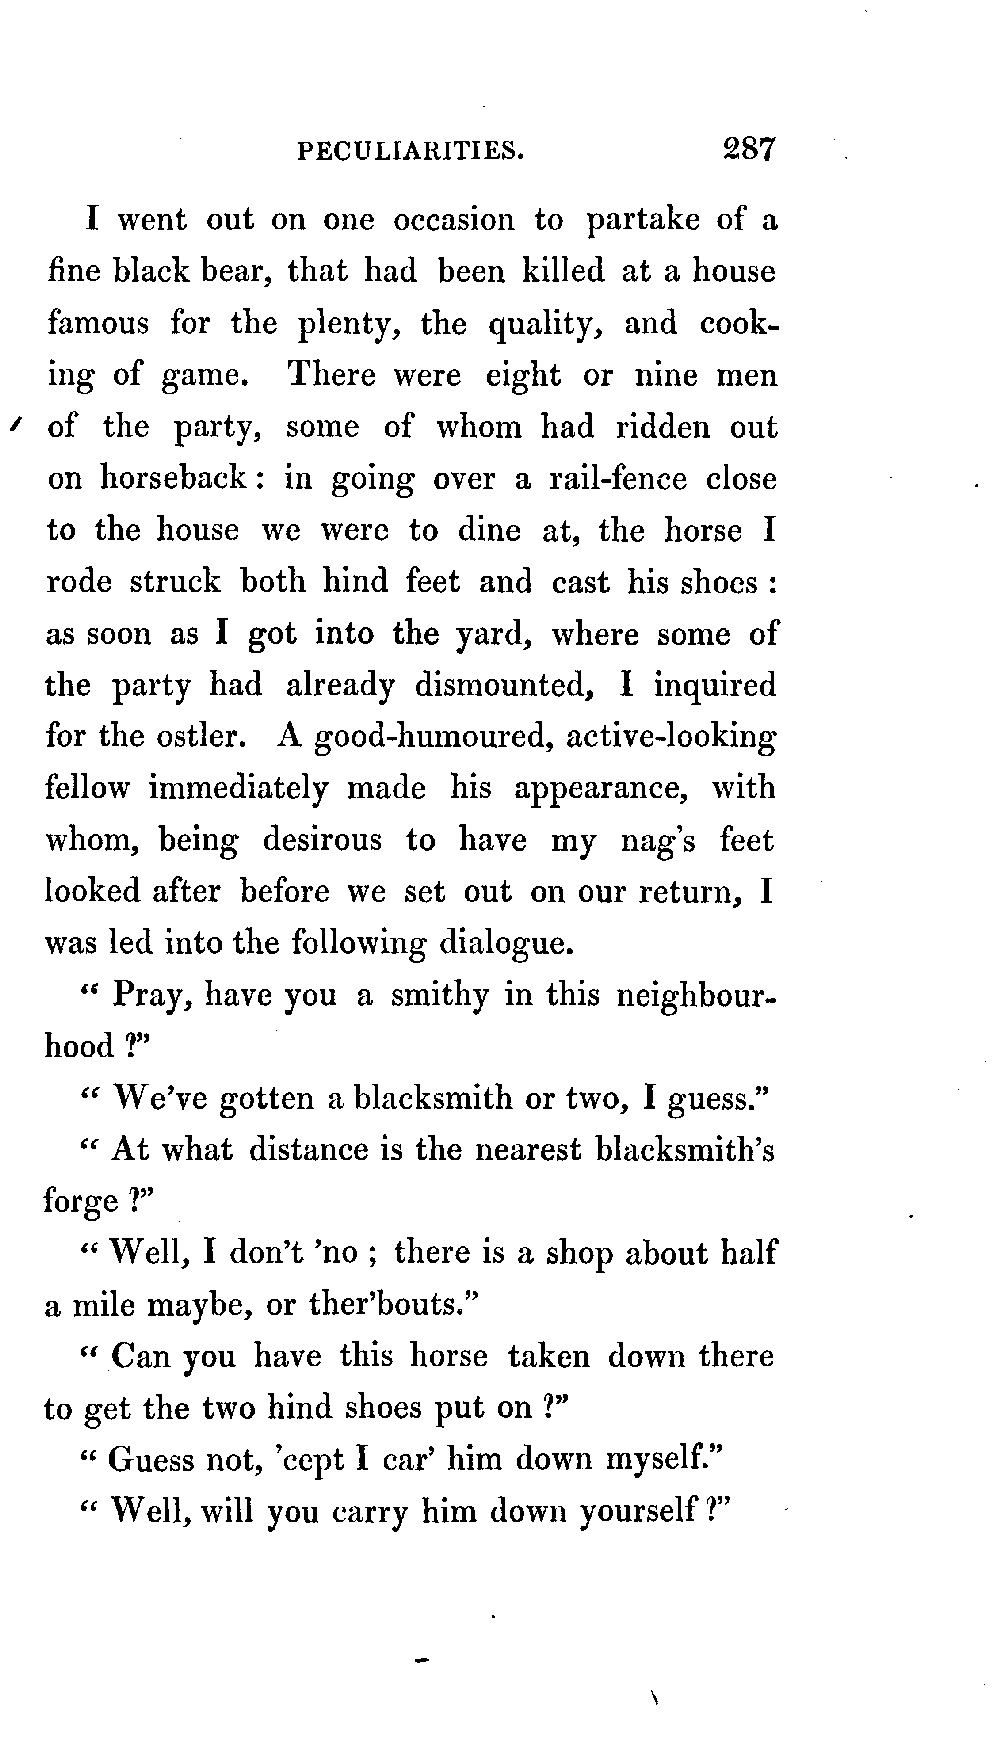 PECULIARITIES. 287
I went out on one occasion to partake of a
fine black bear, that had been killed at a house
famous for the plenty, the quality, and cook-
ing of game. There were eight or nine men
of the party, some of whom had ridden out
on horseback : in going over a rail-fence close
to the house we were to dine at, the horse I
rode struck both hind feet and cast his shoes :
as soon as I got into the yard, where some of
the party had already dismounted, I inquired
for the ostler. A good-humoured, active-looking
fellow immediately made his appearance, with
whom, being desirous to have my nag's feet
looked after before we set out on our return, I
was led into the following dialogue.
“ Pray, have you a smithy in this neighbour-
hood ?”
“ We've gotten a blacksmith or two, I guess.”
“ At what distance is the nearest blacksmith's
forge ?”
“ Well, I don't 'no ; there is a shop about half
a mile maybe, or ther'bouts.”
“ Can you have this horse taken down there
to get the two hind shoes put on ?”
“ Guess not, 'cept I car' him down myself.”
“ Well, will you carry him down yourself ?”